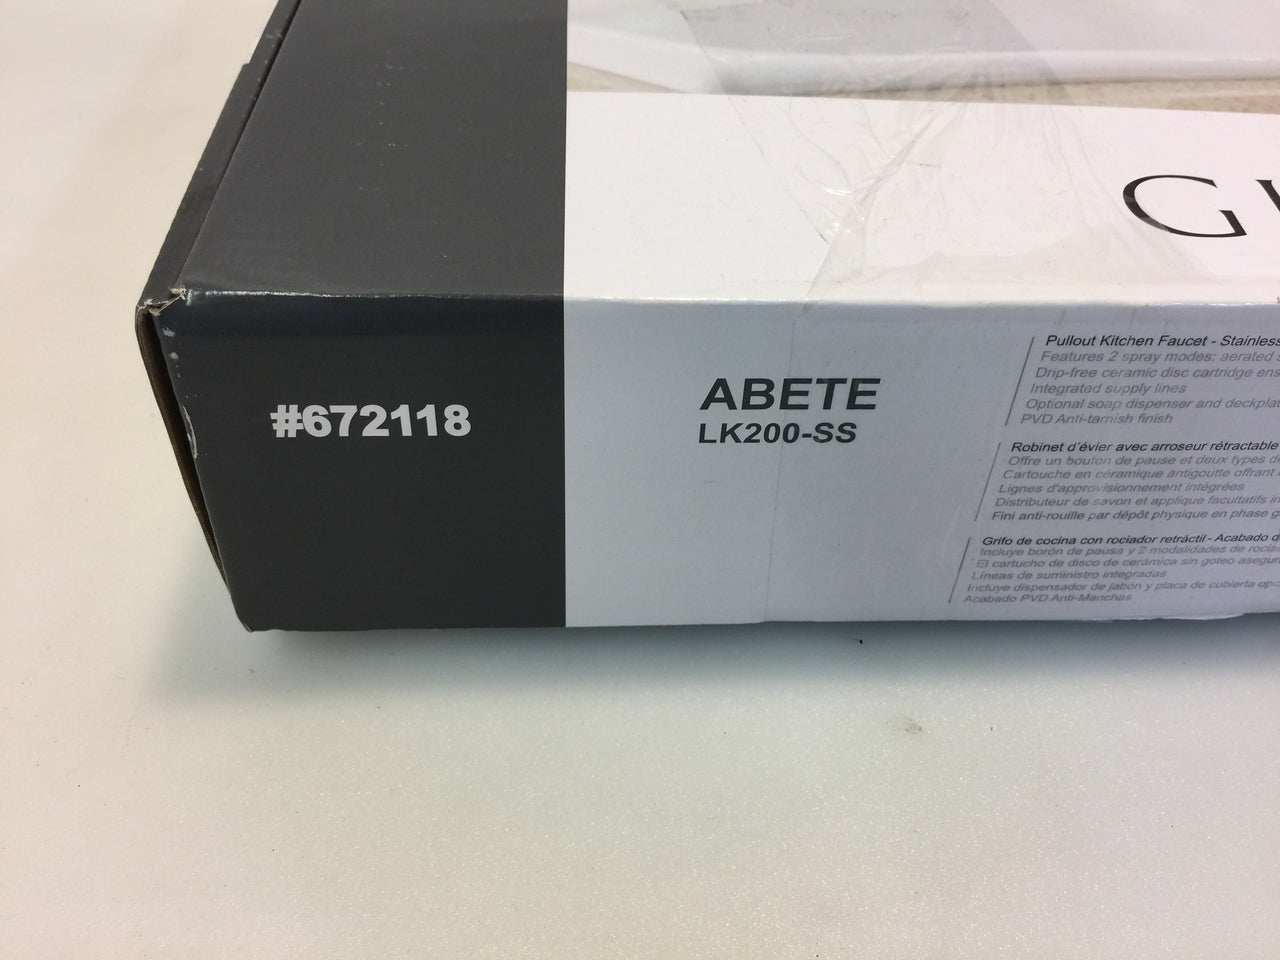 #672118
ABETE
LK200-SS
Pullout Kitchen Faucet - Stainless
Features 2 spray modes: aerated
Drip-free ceramic disc cartridge
Integrated supply lines
Optional soap dispenser and
PVD Anti-tarnish finish
Robinet d'évier avec arroseur rétractable
Offre un bouton de pause et deux types
Cartouche en céramique antigoutte offrant
Lignes d'approvisionnement intégrées
Distributeur de savon et applique facultatifs
Fini anti-rouille par dépôt physique en phase
Grifo de cocina con rociador retráctil - Acabado
Incluye borón de pausa y 2 modalidades de
El cartucho de disco de cerámica sin goteo
Líneas de suministro integradas
Incluye dispensador de jabón y placa de cubierta
Acabado PVD Anti-Manchas